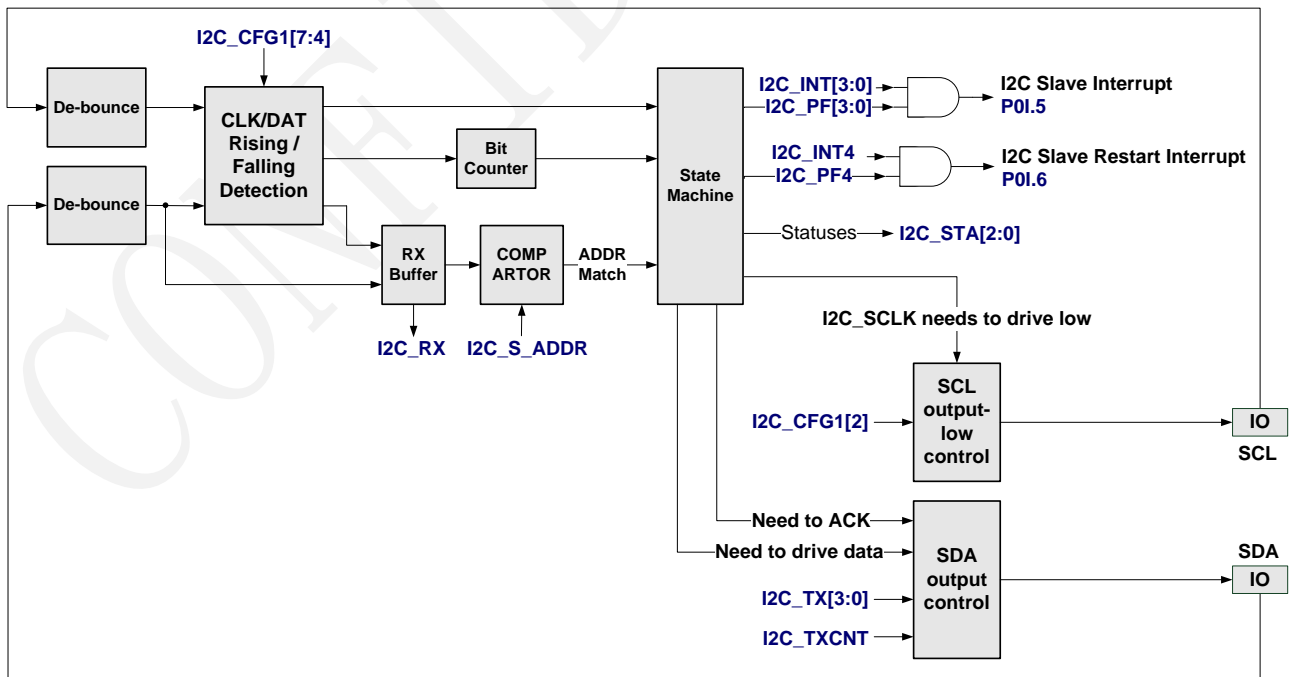 I2C_CFG1[7:4]
De-bounce
De-bounce
CLK/DAT
Rising /
Falling
Detection
Bit
Counter
RX
Buffer
I2C_RX
COMP
ARTOR
I2C_S_ADDR
ADDR
Match
State
Machine
I2C_INT[3:0]
I2C_PF[3:0]
I2C Slave Interrupt
P0I.5
I2C_INT4
I2C_PF4
I2C Slave Restart Interrupt
P0I.6
Statuses
I2C_STA[2:0]
I2C_SCLK needs to drive low
I2C_CFG1[2]
SCL
output-
low
control
IO
SCL
Need to ACK
Need to drive data
I2C_TX[3:0]
I2C_TXCNT
SDA
output
control
SDA
IO
CONFI